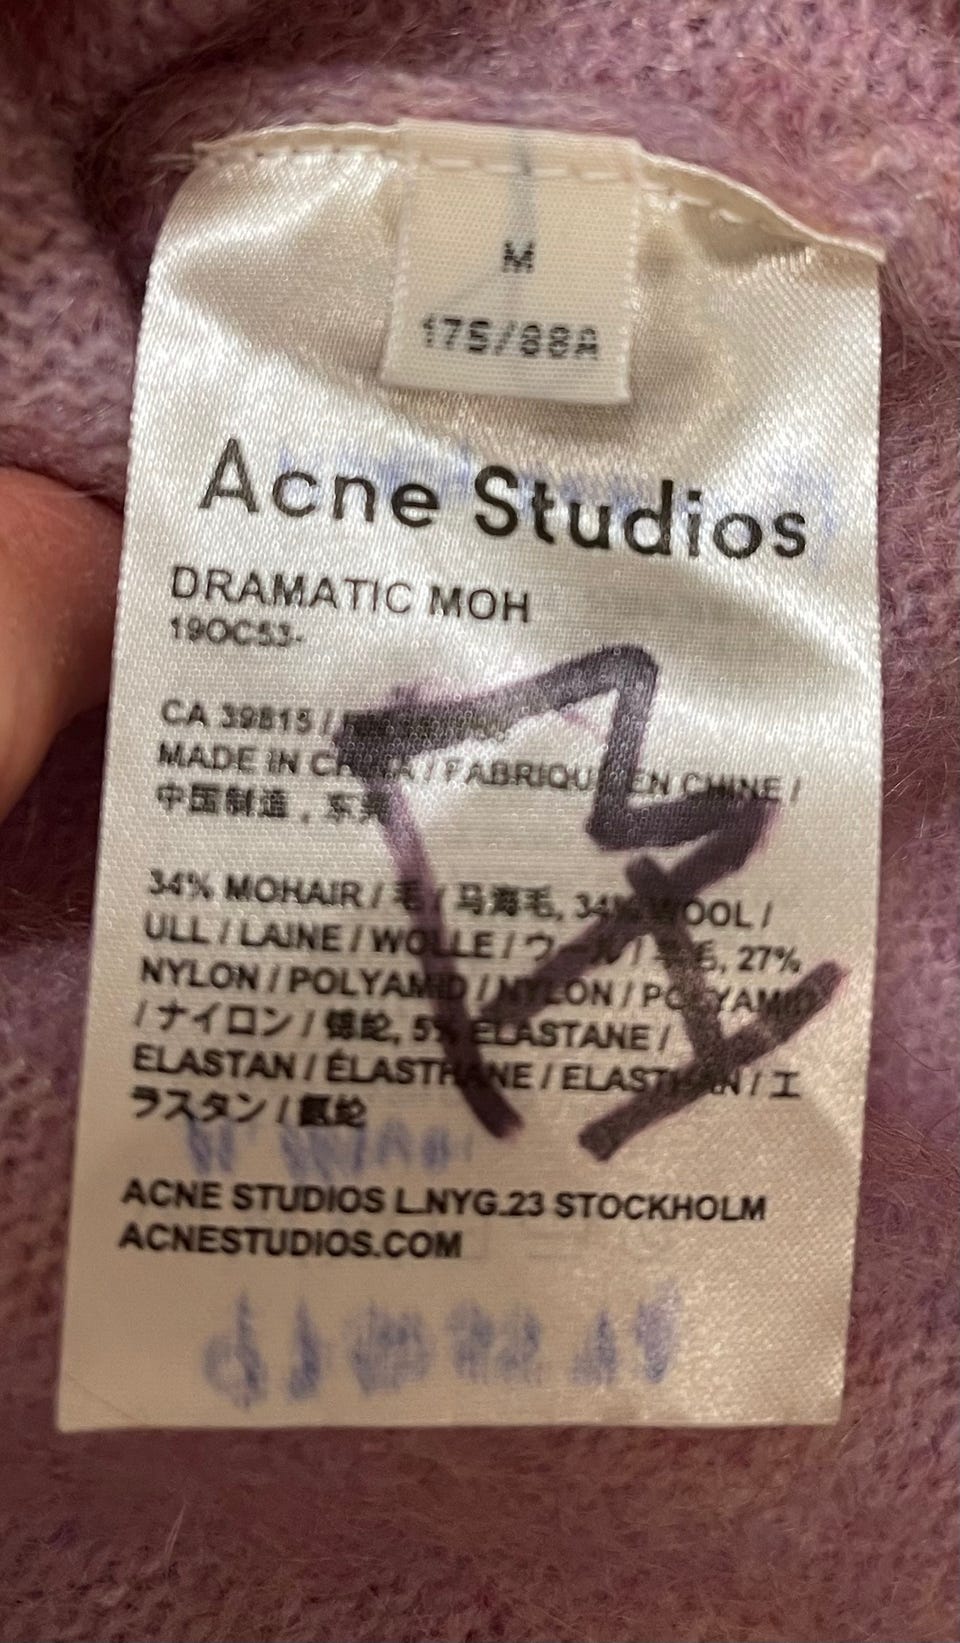 M
175/88A
Acne Studios
DRAMATIC MOH
19OC53-
CA 39815 /
MADE IN CHINA / FABRIQUÉ EN CHINE /
中国制造 , 东莞
34% MOHAIR / 毛 / 马海毛, 34% WOOL /
ULL / LAINE / WOLLE / ウール / 羊毛, 27%
NYLON / POLYAMID / NYLON / POLYAMID
/ ナイロン / 锦纶, 5% ELASTANE /
ELASTAN / ÉLASTHANNE / ELASTHAN / エ
ラスタン / 氨纶
ACNE STUDIOS L.NYG.23 STOCKHOLM
ACNESTUDIOS.COM